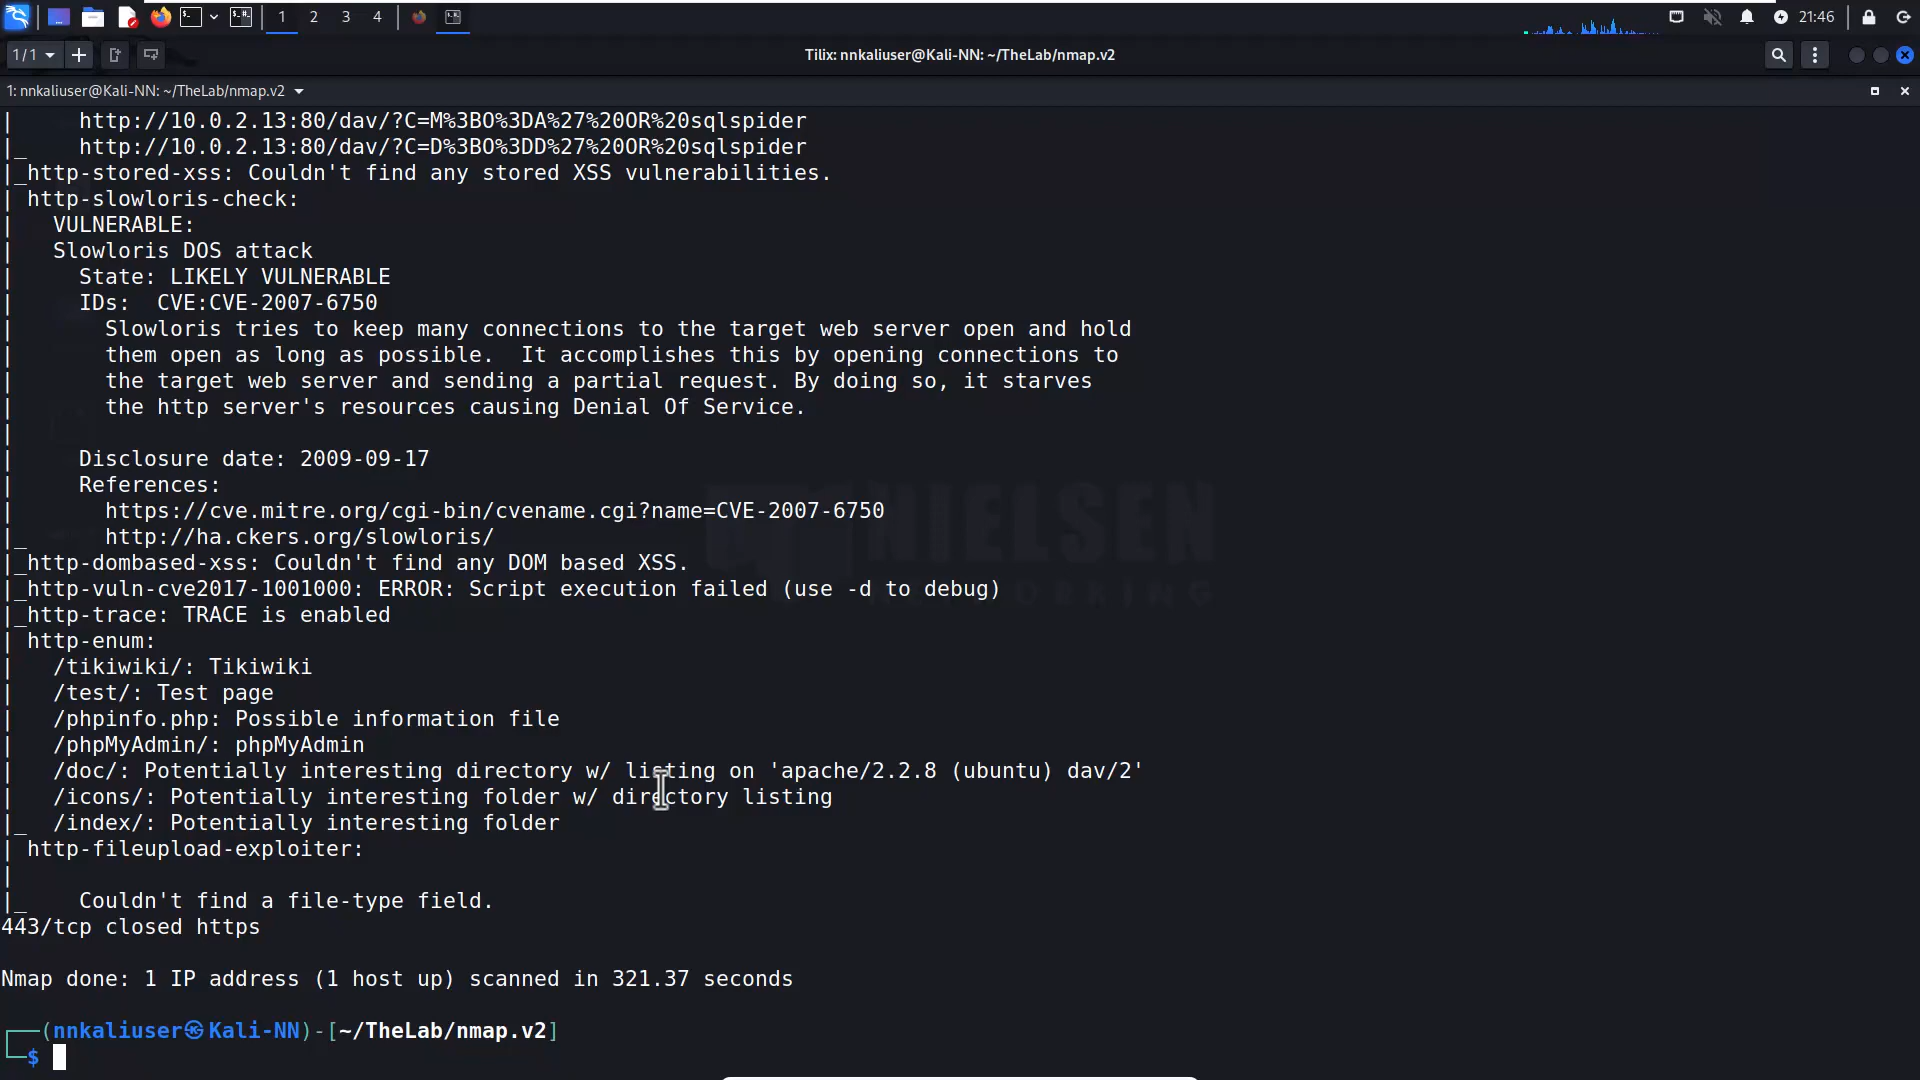 1 2 3 4 21:46
1/1 Tilix: nnkaliuser@Kali-NN: ~/TheLab/nmap.v2
1: nnkaliuser@Kali-NN: ~/TheLab/nmap.v2
|     http://10.0.2.13:80/dav/?C=M%3BO%3DA%27%20OR%20sqlspider
|_    http://10.0.2.13:80/dav/?C=D%3BO%3DD%27%20OR%20sqlspider
|_http-stored-xss: Couldn't find any stored XSS vulnerabilities.
| http-slowloris-check:
|   VULNERABLE:
|   Slowloris DOS attack
|     State: LIKELY VULNERABLE
|     IDs:  CVE:CVE-2007-6750
|       Slowloris tries to keep many connections to the target web server open and hold
|       them open as long as possible.  It accomplishes this by opening connections to
|       the target web server and sending a partial request. By doing so, it starves
|       the http server's resources causing Denial Of Service.
|
|     Disclosure date: 2009-09-17
|     References:
|       https://cve.mitre.org/cgi-bin/cvename.cgi?name=CVE-2007-6750
|_      http://ha.ckers.org/slowloris/
|_http-dombased-xss: Couldn't find any DOM based XSS.
|_http-vuln-cve2017-1001000: ERROR: Script execution failed (use -d to debug)
|_http-trace: TRACE is enabled
| http-enum:
|   /tikiwiki/: Tikiwiki
|   /test/: Test page
|   /phpinfo.php: Possible information file
|   /phpMyAdmin/: phpMyAdmin
|   /doc/: Potentially interesting directory w/ listing on 'apache/2.2.8 (ubuntu) dav/2'
|   /icons/: Potentially interesting folder w/ directory listing
|_  /index/: Potentially interesting folder
| http-fileupload-exploiter:
|
|_    Couldn't find a file-type field.
443/tcp closed https
Nmap done: 1 IP address (1 host up) scanned in 321.37 seconds
┌──(nnkaliuser㉿Kali-NN)-[~/TheLab/nmap.v2]
└─$
NIELSEN
NETWORKING